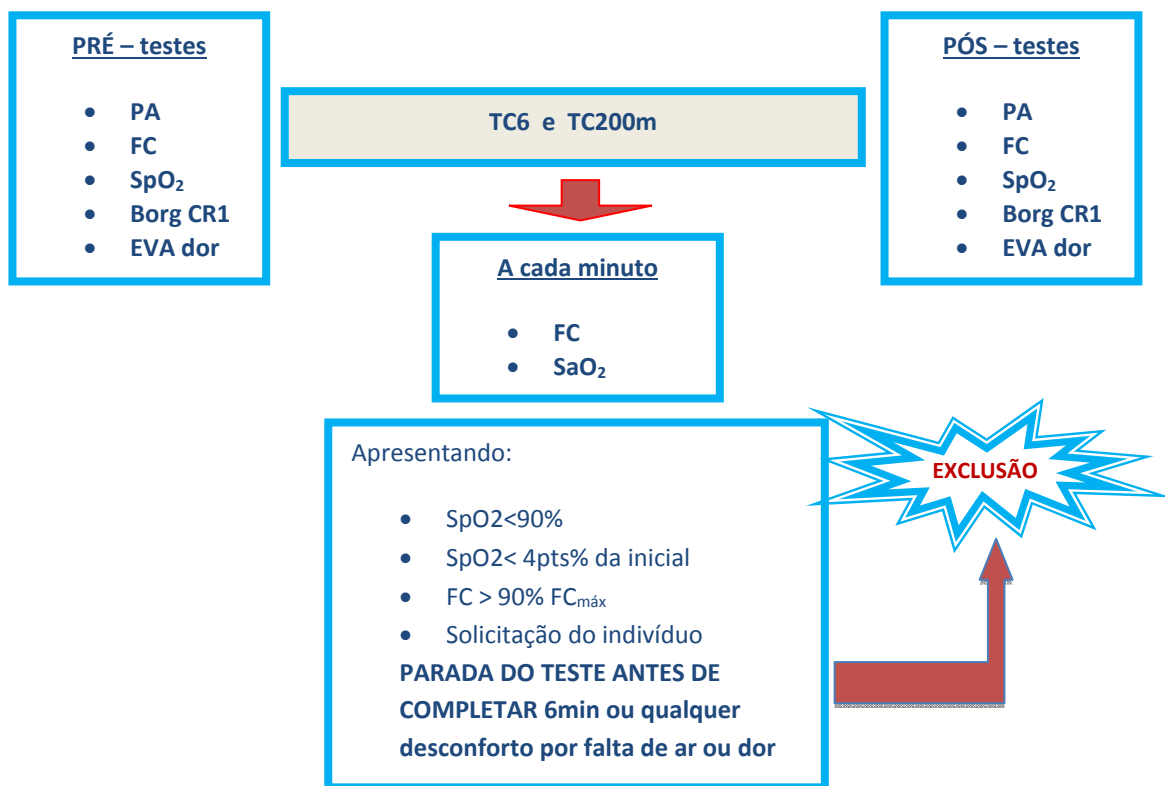 PRÉ – testes
• PA
• FC
• SpO₂
• Borg CR1
• EVA dor
TC6 e TC200m
PÓS – testes
• PA
• FC
• SpO₂
• Borg CR1
• EVA dor
A cada minuto
• FC
• SaO₂
Apresentando:
• SpO2<90%
• SpO2< 4pts% da inicial
• FC > 90% FCmáx
• Solicitação do indivíduo
PARADA DO TESTE ANTES DE
COMPLETAR 6min ou qualquer
desconforto por falta de ar ou dor
EXCLUSÃO